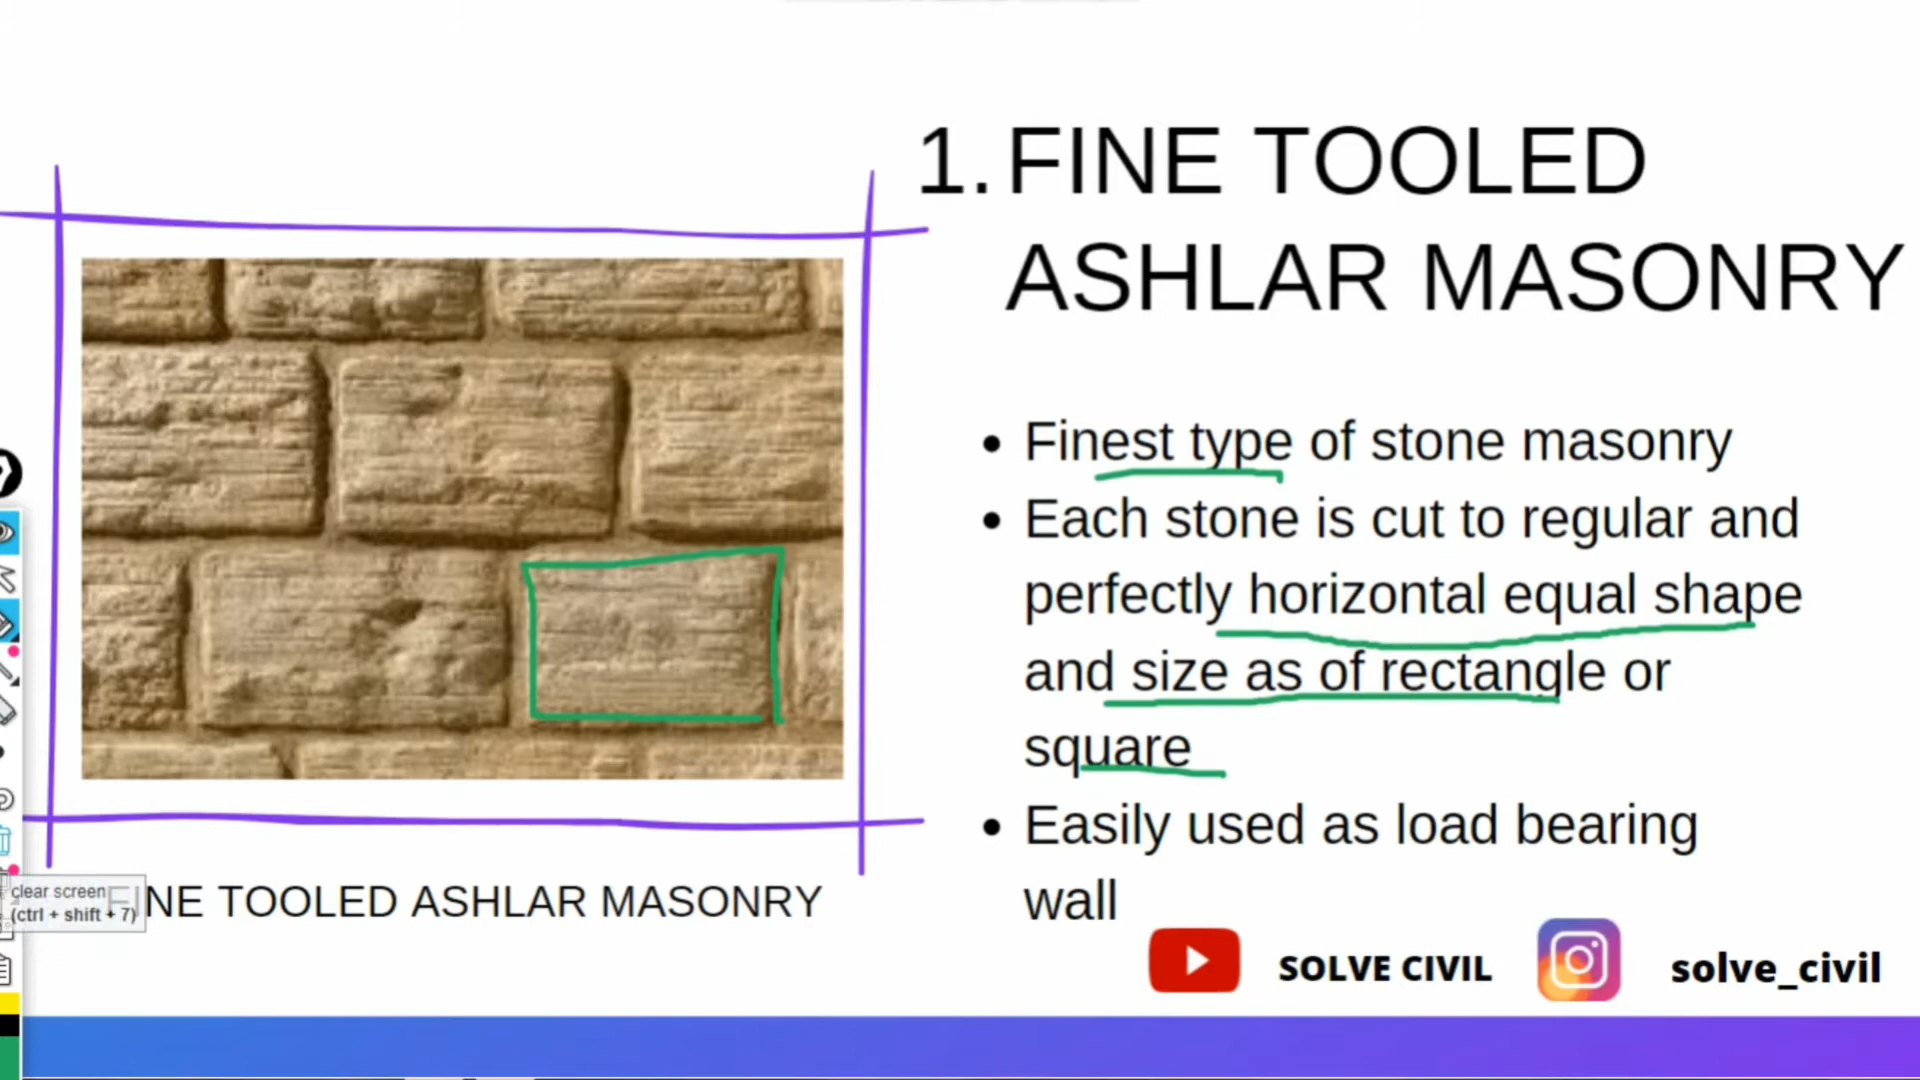 1. FINE TOOLED
ASHLAR MASONRY
• Finest type of stone masonry
• Each stone is cut to regular and
perfectly horizontal equal shape
and size as of rectangle or
square
• Easily used as load bearing
wall
FINE TOOLED ASHLAR MASONRY
clear screen
(ctrl + shift + 7)
SOLVE CIVIL
solve_civil